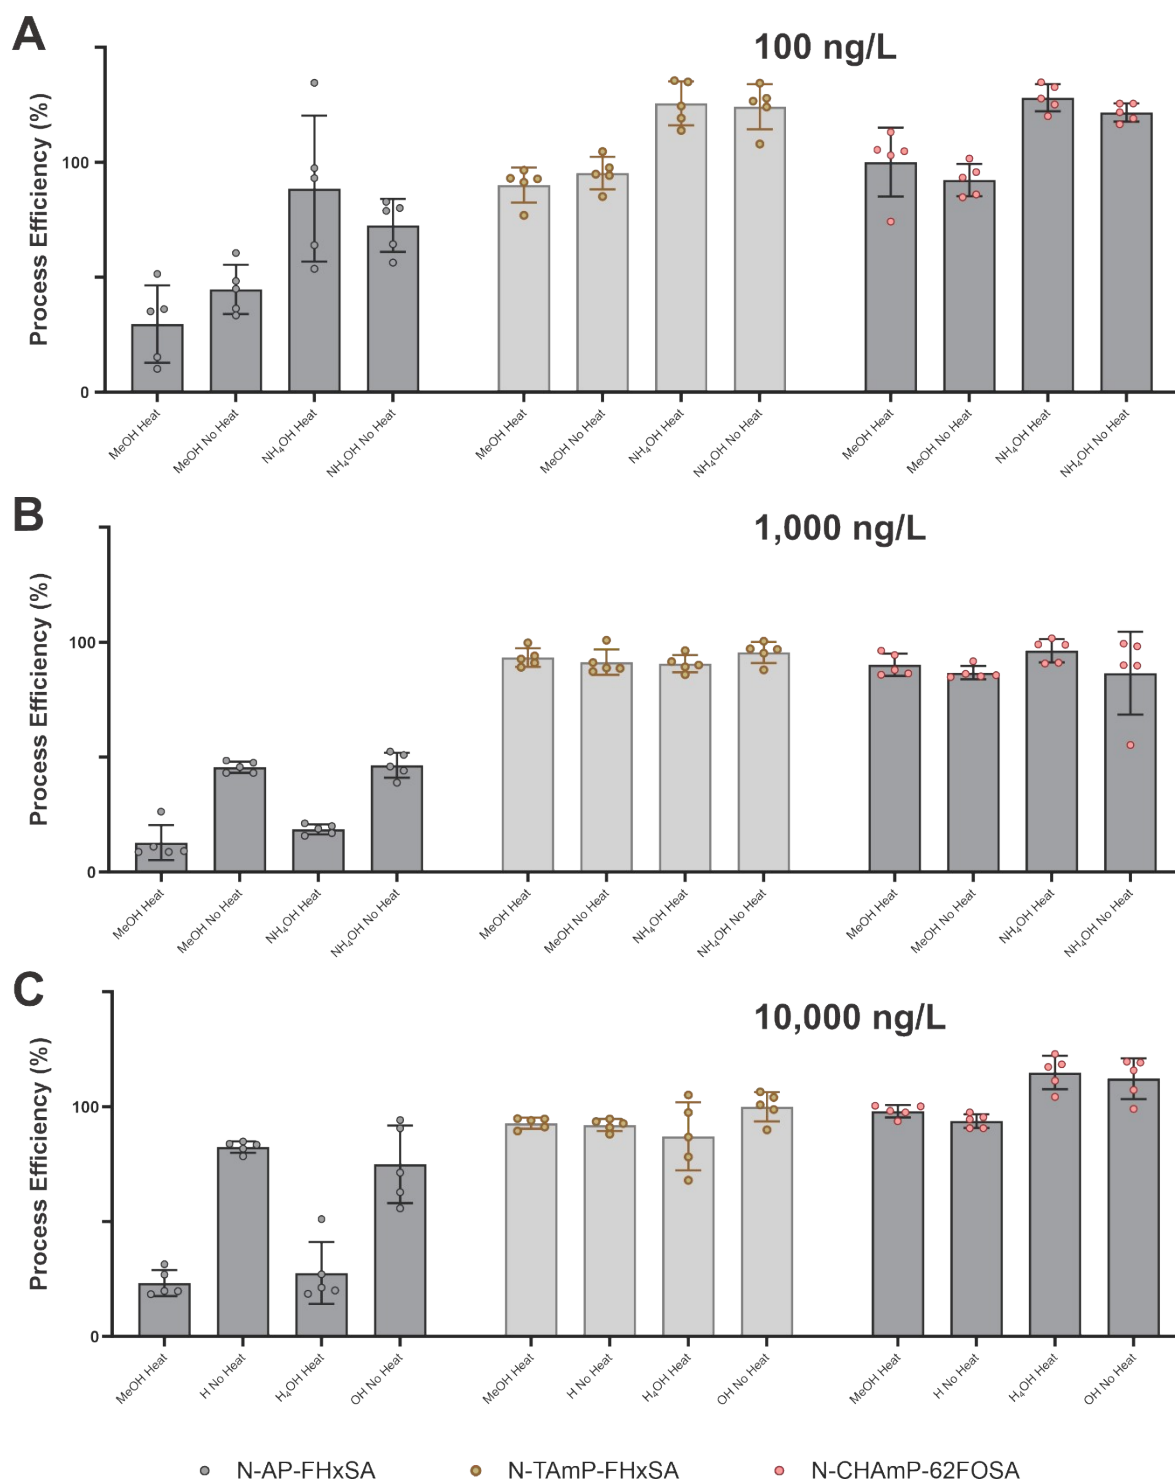 A
100 ng/L
Process Efficiency (%)
100
0
MeOH Heat
MeOH No Heat
NH₄OH Heat
NH₄OH No Heat
MeOH Heat
MeOH No Heat
NH₄OH Heat
NH₄OH No Heat
MeOH Heat
MeOH No Heat
NH₄OH Heat
NH₄OH No Heat
B
1,000 ng/L
Process Efficiency (%)
100
0
MeOH Heat
MeOH No Heat
NH₄OH Heat
NH₄OH No Heat
MeOH Heat
MeOH No Heat
NH₄OH Heat
NH₄OH No Heat
MeOH Heat
MeOH No Heat
NH₄OH Heat
NH₄OH No Heat
C
10,000 ng/L
Process Efficiency (%)
100
0
MeOH Heat
H No Heat
H₄OH Heat
OH No Heat
MeOH Heat
H No Heat
H₄OH Heat
OH No Heat
MeOH Heat
H No Heat
H₄OH Heat
OH No Heat
N-AP-FHxSA
N-TAmP-FHxSA
N-CHAmP-62FOSA